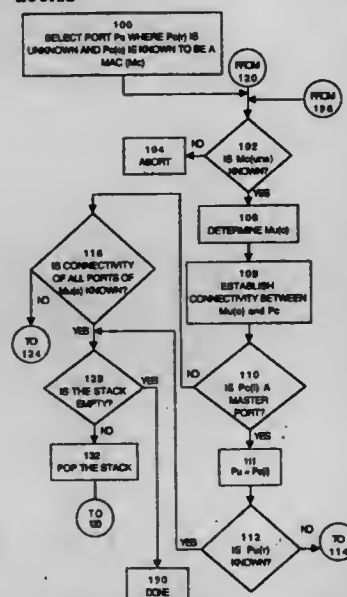 100
SELECT PORT Ps WHERE Pc(r) IS
UNKNOWN AND Pc(o) IS KNOWN TO BE A
MAC (Mc)
FROM
120
FROM
196
102
IS Mc(una)
KNOWN?
NO
104
ABORT
YES
108
DETERMINE Mu(o)
109
ESTABLISH
CONNECTIVITY BETWEEN
Mu(o) and Pc
116
IS CONNECTIVITY
OF ALL PORTS OF
Mu(o) KNOWN?
NO
YES
TO
124
110
IS Pc(i) A
MASTER
PORT?
NO
YES
IS THE STACK
EMPTY?
YES
NO
111
Pu = Pc(i)
132
POP THE STACK
TO
112
IS Pu(r)
KNOWN?
YES
NO
TO
114
190
DONE